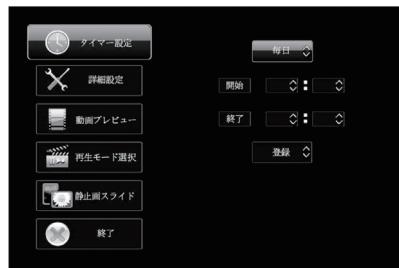 タイマー設定
詳細設定
動画プレビュー
再生モード選択
静止画スライド
終了
毎日
開始 :
終了 :
登録